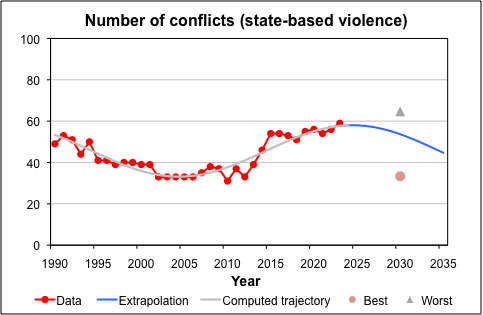 Number of conflicts (state-based violence)
100
80
60
40
20
0
1990 1995 2000 2005 2010 2015 2020 2025 2030 2035
Year
Data Extrapolation Computed trajectory Best Worst